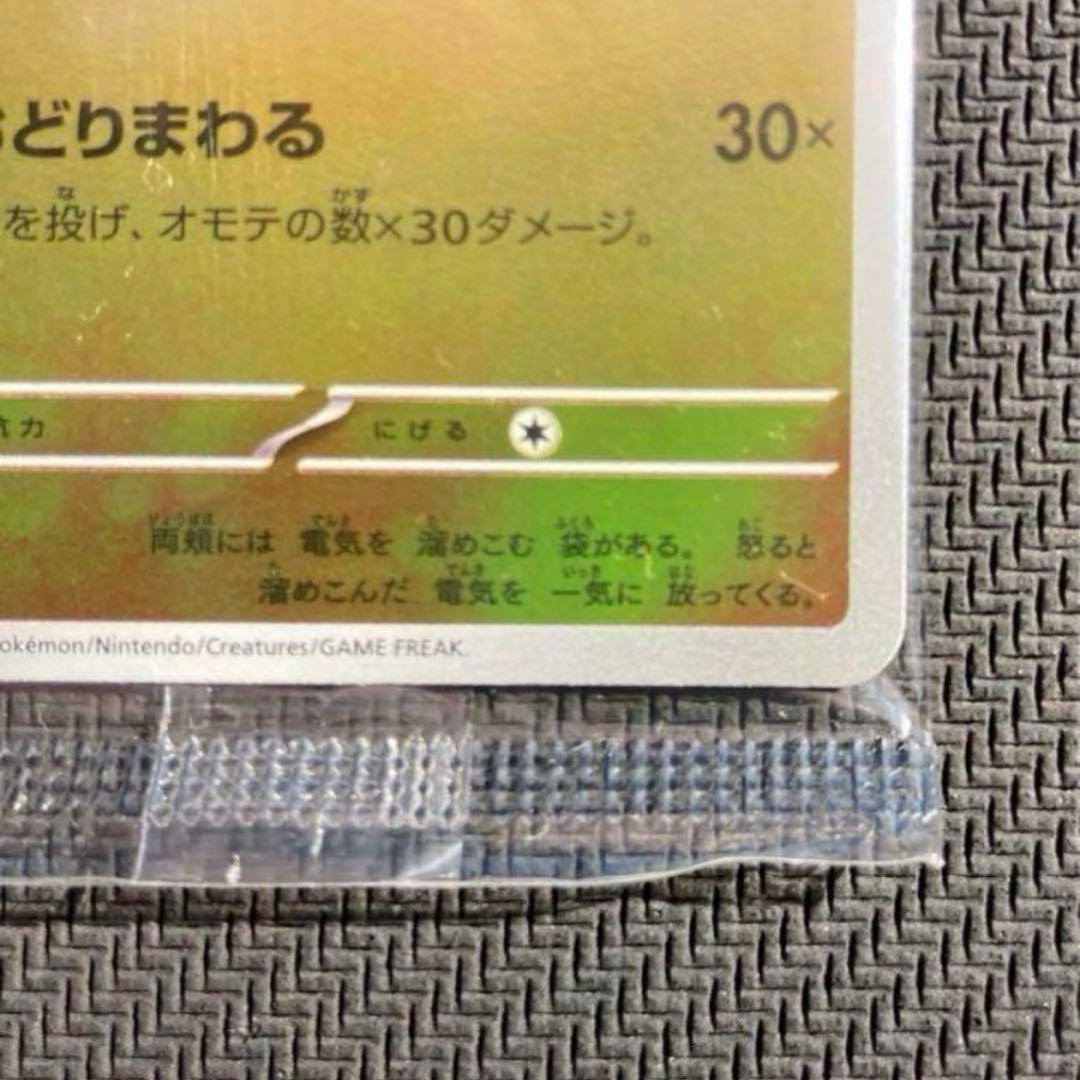 おどりまわる 30×
を投げ、オモテの数×30ダメージ。
抗力 にげる
両頬には 電気を 溜めこむ 袋がある。 怒ると
溜めこんだ 電気を 一気に 放ってくる。
okémon/Nintendo/Creatures/GAME FREAK.